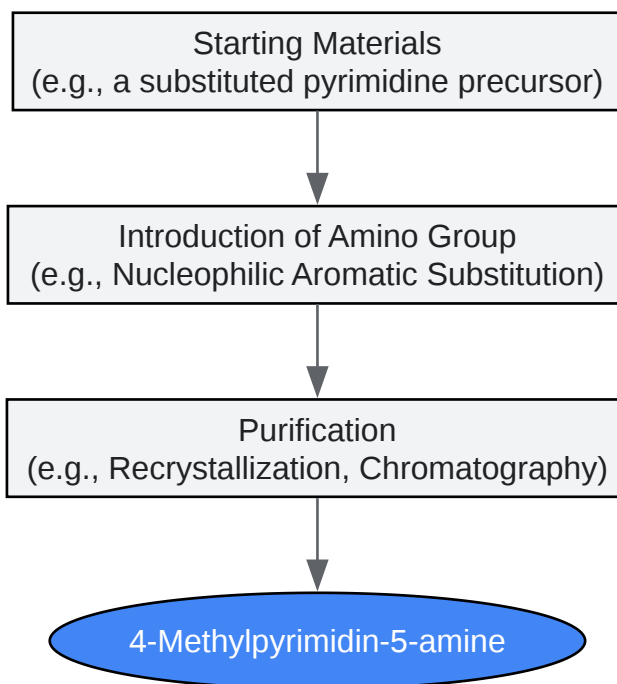 Starting Materials
(e.g., a substituted pyrimidine precursor)
Introduction of Amino Group
(e.g., Nucleophilic Aromatic Substitution)
Purification
(e.g., Recrystallization, Chromatography)
4-Methylpyrimidin-5-amine